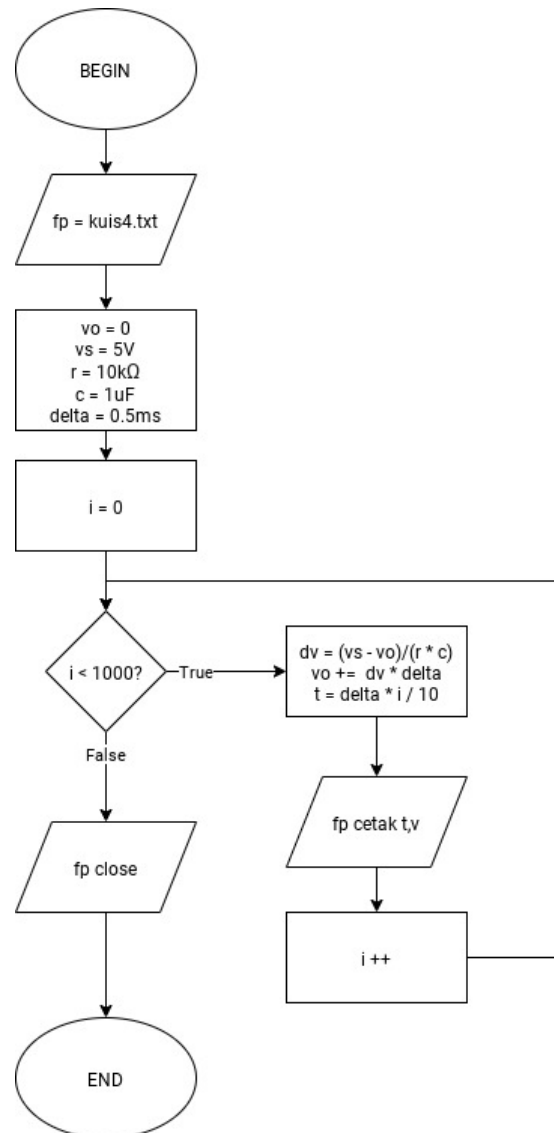 BEGIN
fp = kuis4.txt
vo = 0
vs = 5V
r = 10kΩ
c = 1uF
delta = 0.5ms
i = 0
i < 1000?
True
dv = (vs - vo)/(r * c)
vo += dv * delta
t = delta * i / 10
False
fp cetak t,v
fp close
i ++
END